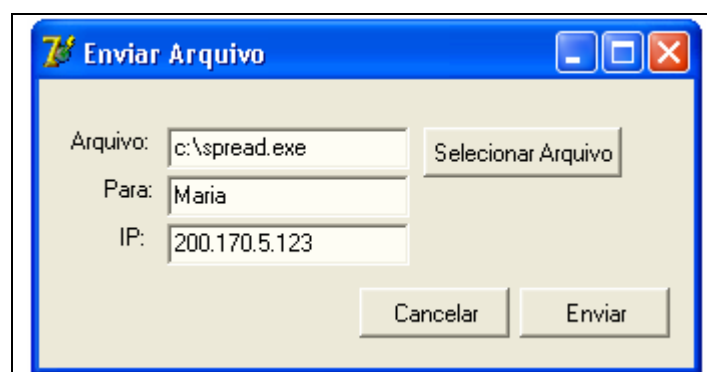 Enviar Arquivo
Arquivo: c:\spread.exe Selecionar Arquivo
Para: Maria
IP: 200.170.5.123
Cancelar Enviar